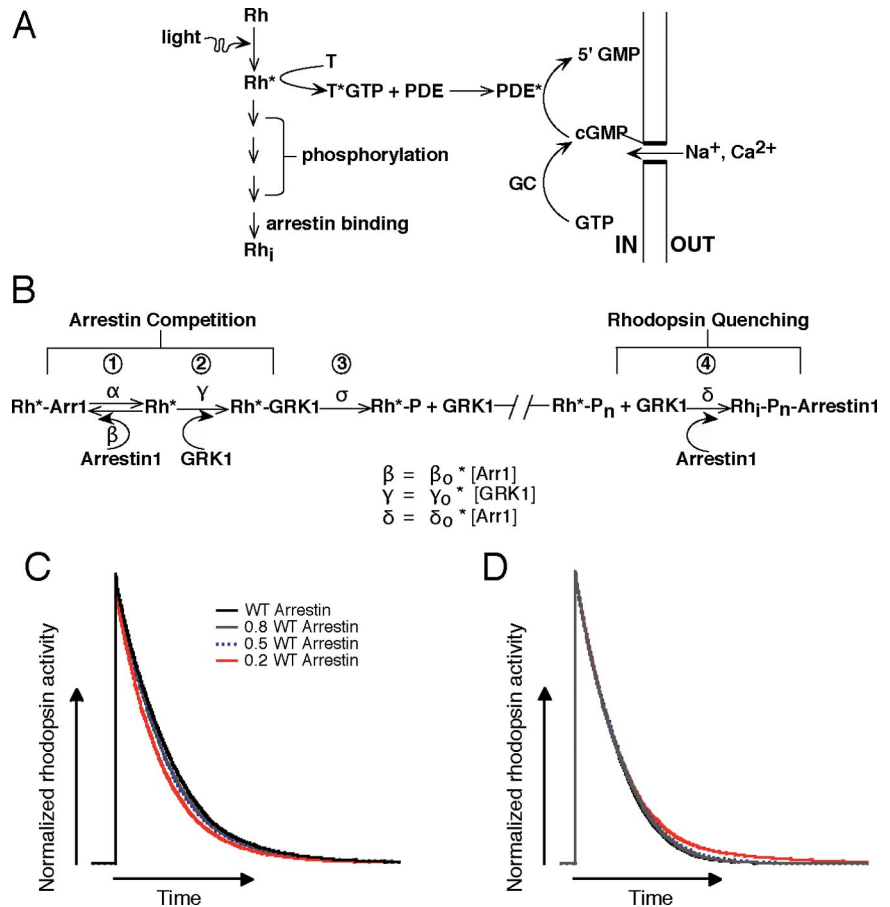 A
Rh
light
Rh*
T
T*GTP + PDE
PDE*
5' GMP
cGMP
Na+, Ca2+
GC
GTP
phosphorylation
arrestin binding
Rhi
IN
OUT
B
Arrestin Competition
Rhodopsin Quenching
① ② ③ ④
α γ σ δ
Rh*-Arr1 Rh* Rh*-GRK1 Rh*-P + GRK1 Rh*-Pn + GRK1 Rhi-Pn-Arrestin1
β
Arrestin1 GRK1 Arrestin1
β = βo * [Arr1]
γ = γo * [GRK1]
δ = δo * [Arr1]
C
Normalized rhodopsin activity
WT Arrestin
0.8 WT Arrestin
0.5 WT Arrestin
0.2 WT Arrestin
Time
D
Normalized rhodopsin activity
Time